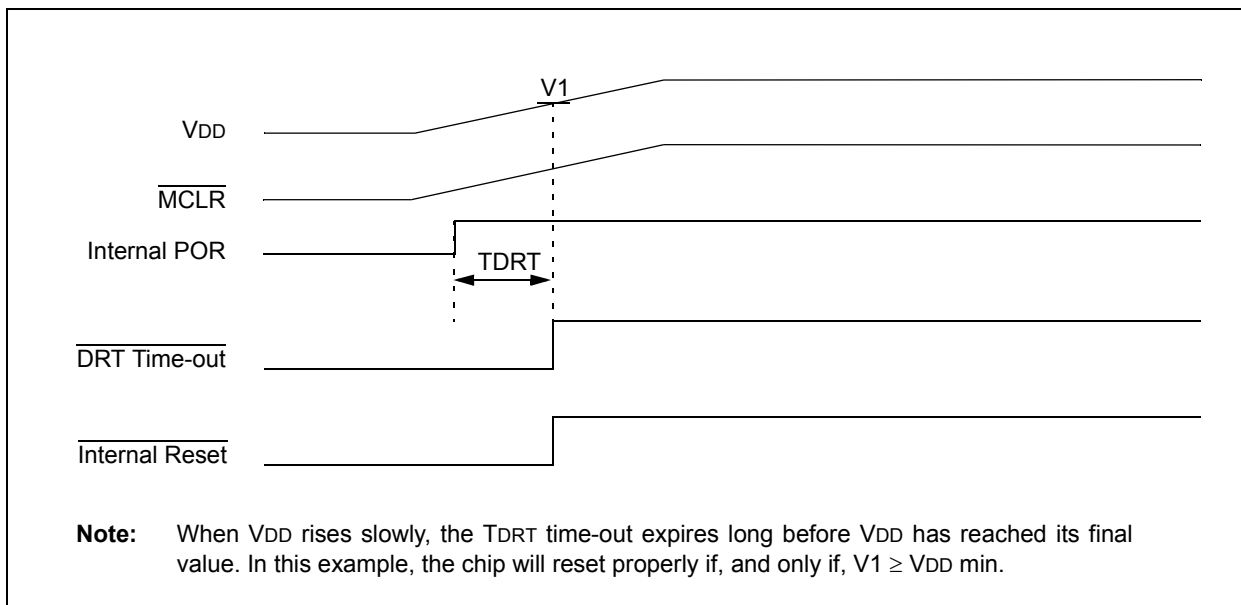 V1
VDD
MCLR
Internal POR
TDRT
DRT Time-out
Internal Reset
Note: When VDD rises slowly, the TDRT time-out expires long before VDD has reached its final
value. In this example, the chip will reset properly if, and only if, V1 ≥ VDD min.